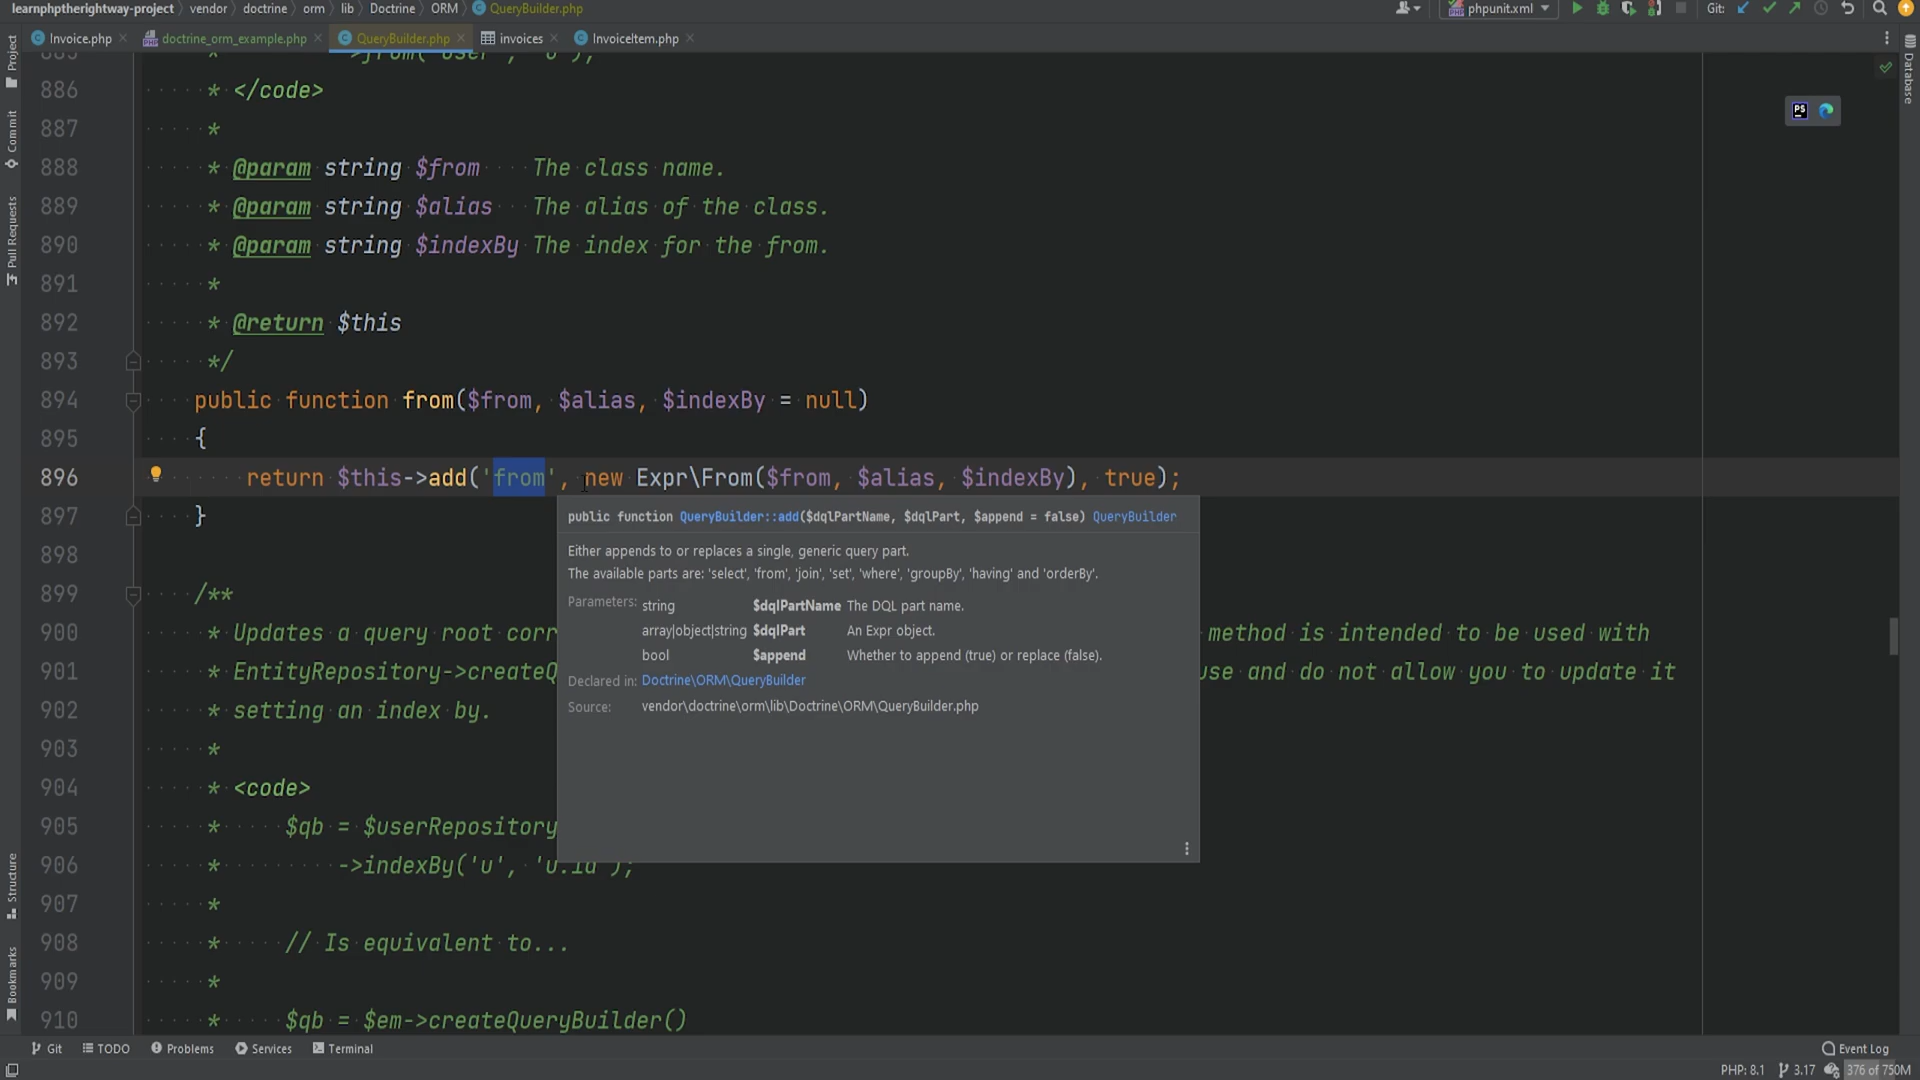 learnphptherightway-project vendor doctrine orm lib Doctrine ORM QueryBuilder.php
phpunit.xml
Git:
Invoice.php
doctrine_orm_example.php
QueryBuilder.php
invoices
InvoiceItem.php
Project
Commit
Pull Requests
Structure
Bookmarks
Database
886 * </code>
887 *
888 * @param string $from The class name.
889 * @param string $alias The alias of the class.
890 * @param string $indexBy The index for the from.
891 *
892 * @return $this
893 */
894 public function from($from, $alias, $indexBy = null)
895 {
896 return $this->add('from', new Expr\From($from, $alias, $indexBy), true);
897 }
898
899 /**
900 * Updates a query root corr method is intended to be used with
901 * EntityRepository->createQ use and do not allow you to update it
902 * setting an index by.
903 *
904 * <code>
905 * $qb = $userRepository
906 * ->indexBy('u', 'u.id');
907 *
908 * // Is equivalent to...
909 *
910 * $qb = $em->createQueryBuilder()
public function QueryBuilder::add($dqlPartName, $dqlPart, $append = false) QueryBuilder
Either appends to or replaces a single, generic query part.
The available parts are: 'select', 'from', 'join', 'set', 'where', 'groupBy', 'having' and 'orderBy'.
Parameters: string $dqlPartName The DQL part name.
array|object|string $dqlPart An Expr object.
bool $append Whether to append (true) or replace (false).
Declared in: Doctrine\ORM\QueryBuilder
Source: vendor\doctrine\orm\lib\Doctrine\ORM\QueryBuilder.php
Git TODO Problems Services Terminal
Event Log
PHP: 8.1 3.17 376 of 750M